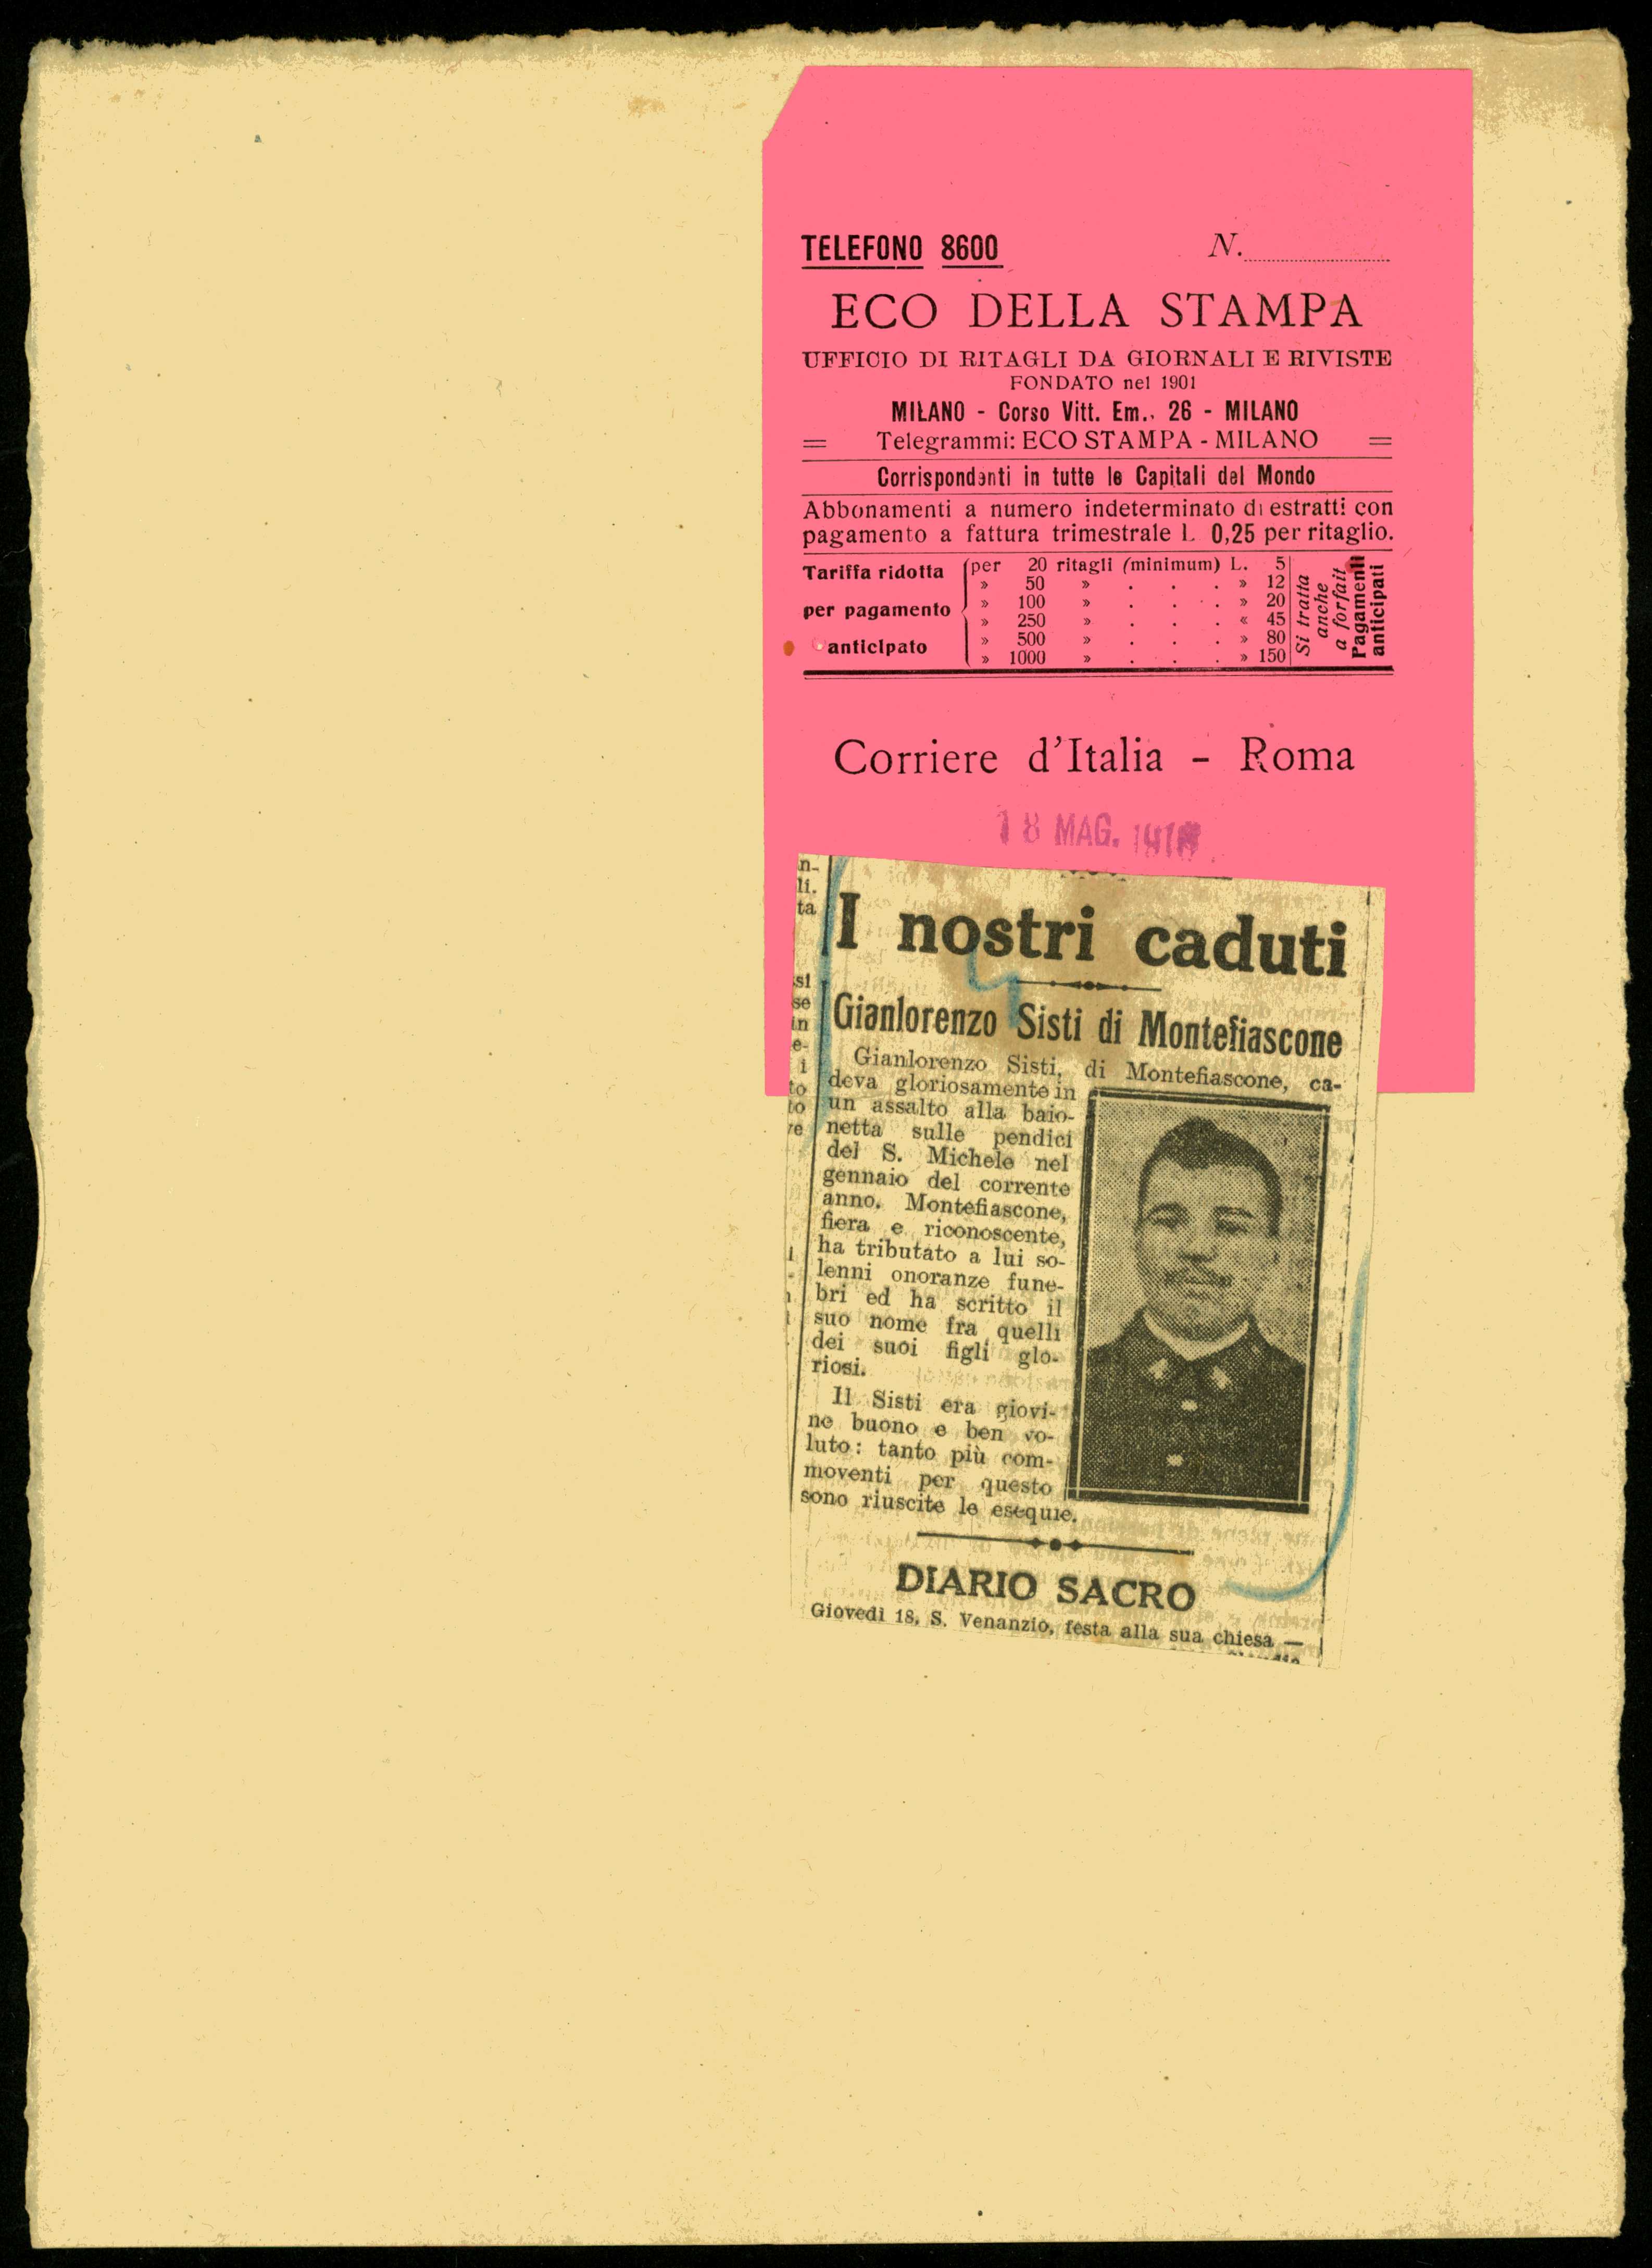 TELEFONO 8600 N.
ECO DELLA STAMPA
UFFICIO DI RITAGLI DA GIORNALI E RIVISTE
FONDATO nel 1901
MILANO - Corso Vitt. Em., 26 - MILANO
= Telegrammi: ECO STAMPA - MILANO =
Corrispondenti in tutte le Capitali del Mondo
Abbonamenti a numero indeterminato di estratti con
pagamento a fattura trimestrale L. 0,25 per ritaglio.
Tariffa ridotta
per pagamento
anticipato
per 20 ritagli (minimum) L. 5
» 50 » . . . » 12
» 100 » . . . » 20
» 250 » . . . « 45
» 500 » . . . » 80
» 1000 » . . . » 150
Si tratta
anche
a forfait
Pagamenti
anticipati
Corriere d'Italia - Roma
18 MAG.
n-
li.
ta
si
se
in
e-
i
to
to
re
I nostri caduti
Gianlorenzo Sisti di Montefiascone
Gianlorenzo Sisti, di Montefiascone, ca-
deva gloriosamente in
un assalto alla baio-
netta sulle pendici
del S. Michele nel
gennaio del corrente
anno. Montefiascone,
fiera e riconoscente,
ha tributato a lui so-
lenni onoranze fune-
bri ed ha scritto il
suo nome fra quelli
dei suoi figli glo-
riosi.
Il Sisti era giovi-
ne buono e ben vo-
luto: tanto più com-
moventi per questo
sono riuscite le esequie.
DIARIO SACRO
Giovedì 18, S. Venanzio, festa alla sua chiesa —